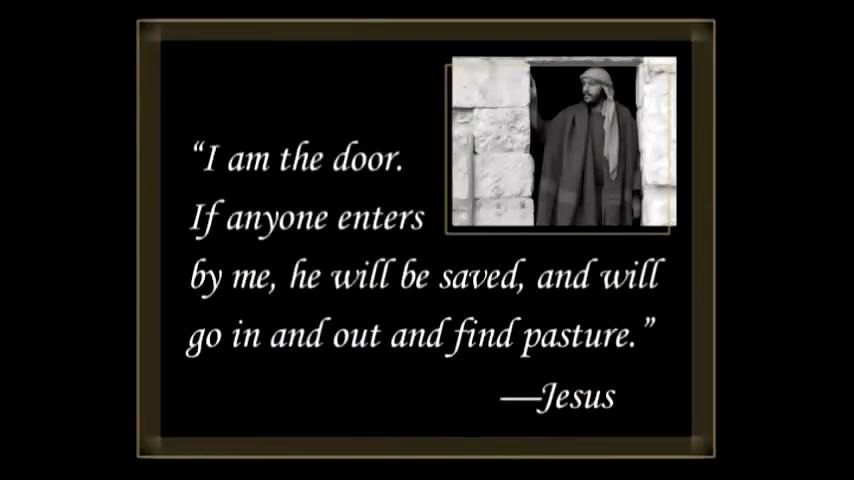 “I am the door.
If anyone enters
by me, he will be saved, and will
go in and out and find pasture.”
—Jesus